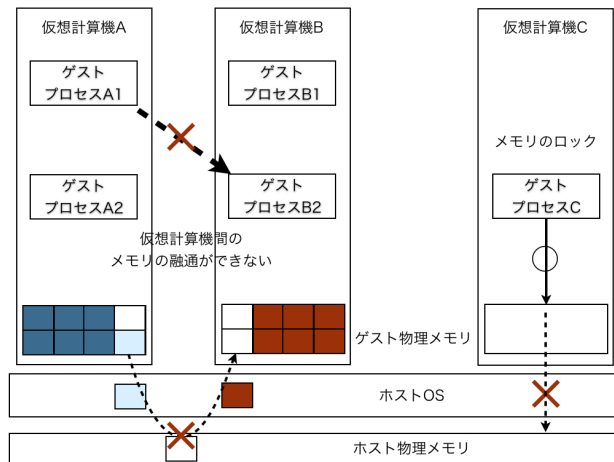 仮想計算機A
仮想計算機B
仮想計算機C
ゲスト
プロセスA1
ゲスト
プロセスB1
メモリのロック
ゲスト
プロセスA2
ゲスト
プロセスB2
ゲスト
プロセスC
仮想計算機間の
メモリの融通ができない
ゲスト物理メモリ
ホストOS
ホスト物理メモリ